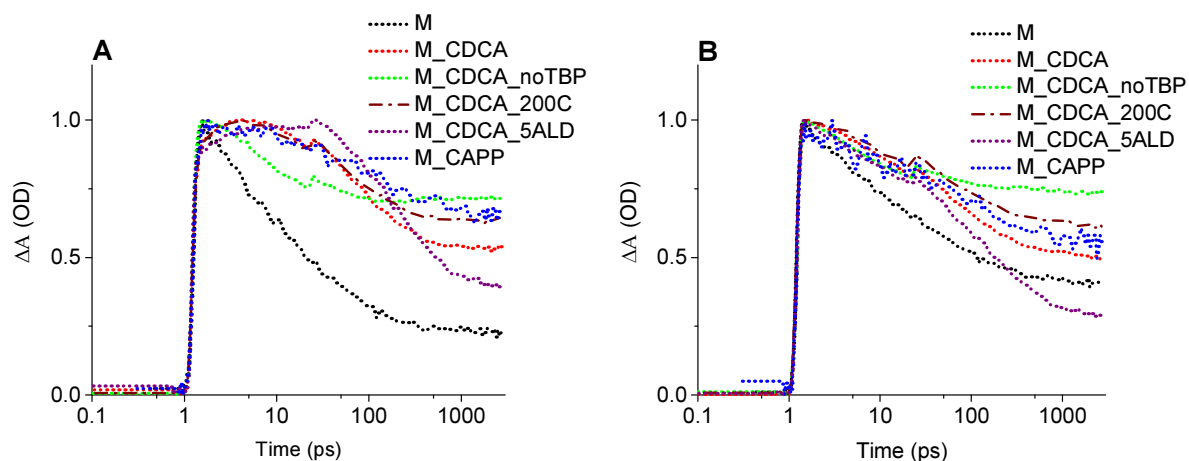 A
M
M_CDCA
M_CDCA_noTBP
M_CDCA_200C
M_CDCA_5ALD
M_CAPP
1.0
0.5
0.0
ΔA (OD)
0.1 1 10 100 1000
Time (ps)
B
M
M_CDCA
M_CDCA_noTBP
M_CDCA_200C
M_CDCA_5ALD
M_CAPP
1.0
0.5
0.0
ΔA (OD)
0.1 1 10 100 1000
Time (ps)